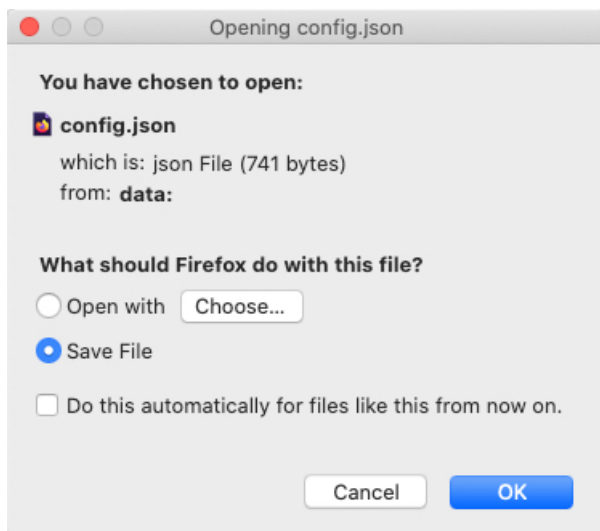 Opening config.json
You have chosen to open:
config.json
which is: json File (741 bytes)
from: data:
What should Firefox do with this file?
Open with Choose...
Save File
Do this automatically for files like this from now on.
Cancel OK